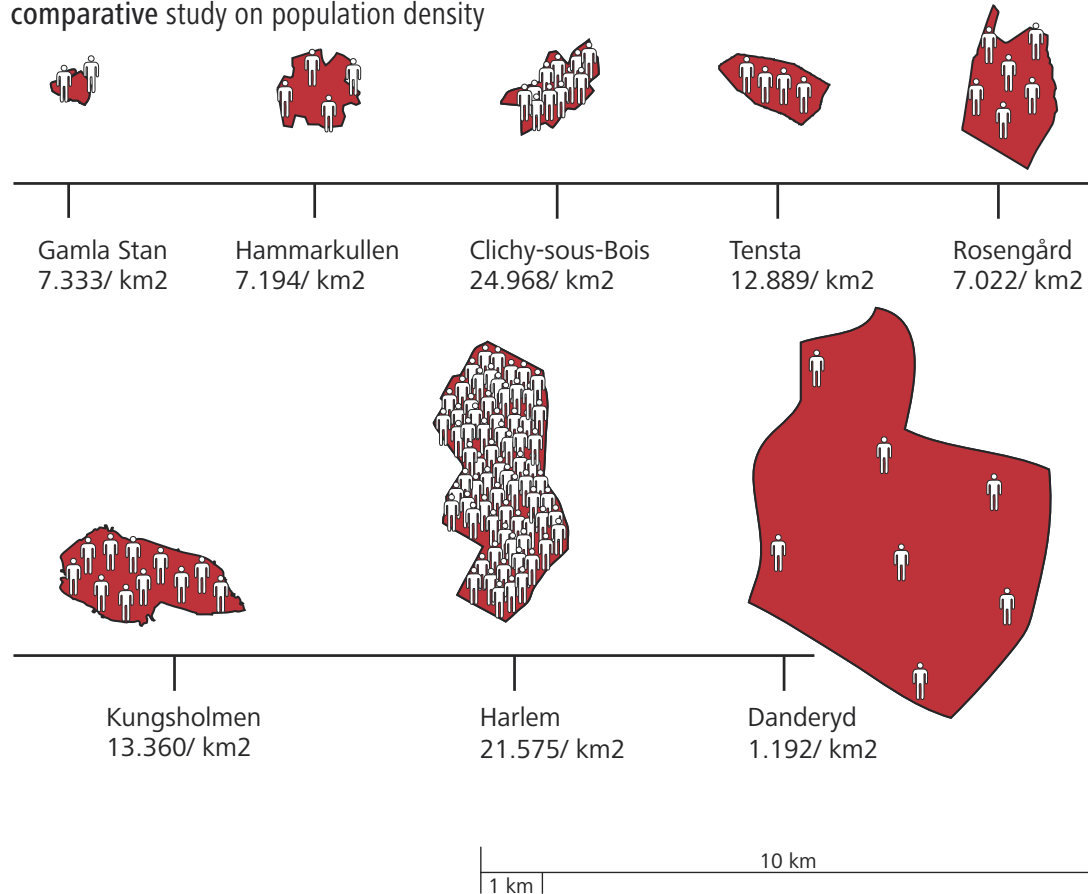 comparative study on population density
Gamla Stan
7.333/ km2
Hammarkullen
7.194/ km2
Clichy-sous-Bois
24.968/ km2
Tensta
12.889/ km2
Rosengård
7.022/ km2
Kungsholmen
13.360/ km2
Harlem
21.575/ km2
Danderyd
1.192/ km2
10 km
1 km